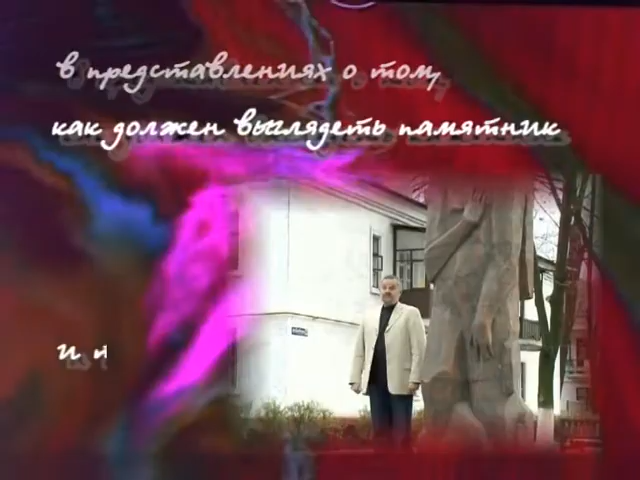 в представлениях о том,
как должен выглядеть памятник
и